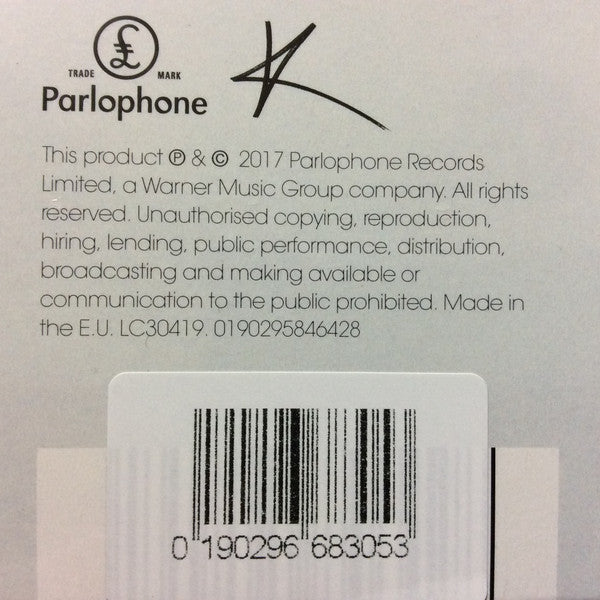 £
TRADE MARK
Parlophone
This product ℗ & © 2017 Parlophone Records
Limited, a Warner Music Group company. All rights
reserved. Unauthorised copying, reproduction,
hiring, lending, public performance, distribution,
broadcasting and making available or
communication to the public prohibited. Made in
the E.U. LC30419. 0190295846428
0 190296 683053